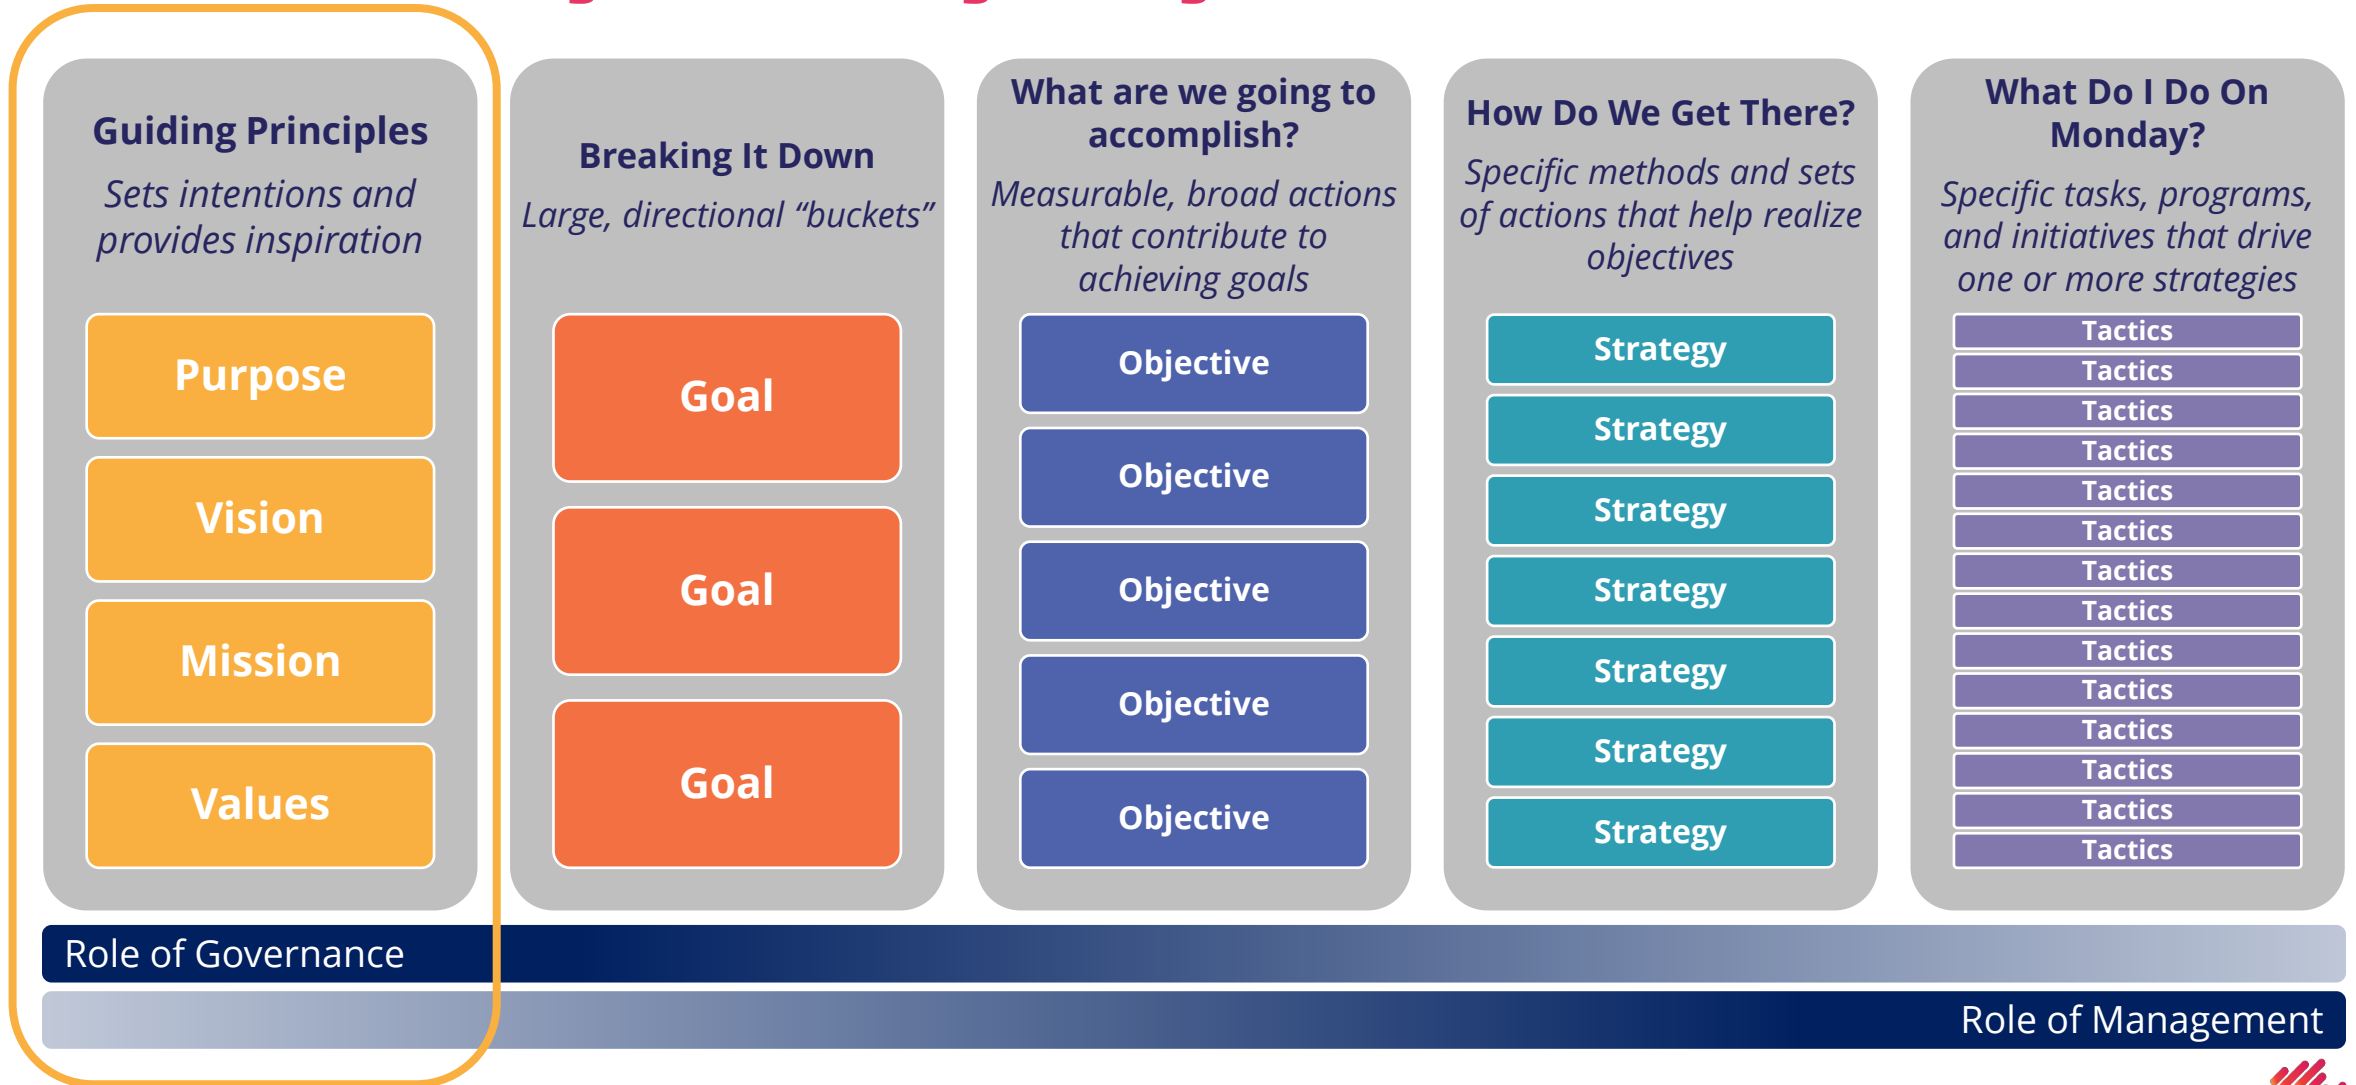 Guiding Principles
Sets intentions and
provides inspiration
Purpose
Vision
Mission
Values
Breaking It Down
Large, directional “buckets”
Goal
Goal
Goal
What are we going to
accomplish?
Measurable, broad actions
that contribute to
achieving goals
Objective
Objective
Objective
Objective
Objective
How Do We Get There?
Specific methods and sets
of actions that help realize
objectives
Strategy
Strategy
Strategy
Strategy
Strategy
Strategy
Strategy
What Do I Do On
Monday?
Specific tasks, programs,
and initiatives that drive
one or more strategies
Tactics
Tactics
Tactics
Tactics
Tactics
Tactics
Tactics
Tactics
Tactics
Tactics
Tactics
Tactics
Tactics
Tactics
Role of Governance
Role of Management